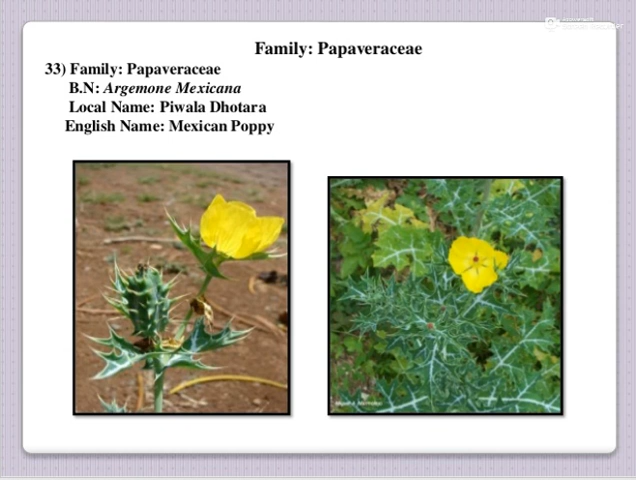 Family: Papaveraceae
33) Family: Papaveraceae
B.N: Argemone Mexicana
Local Name: Piwala Dhotara
English Name: Mexican Poppy